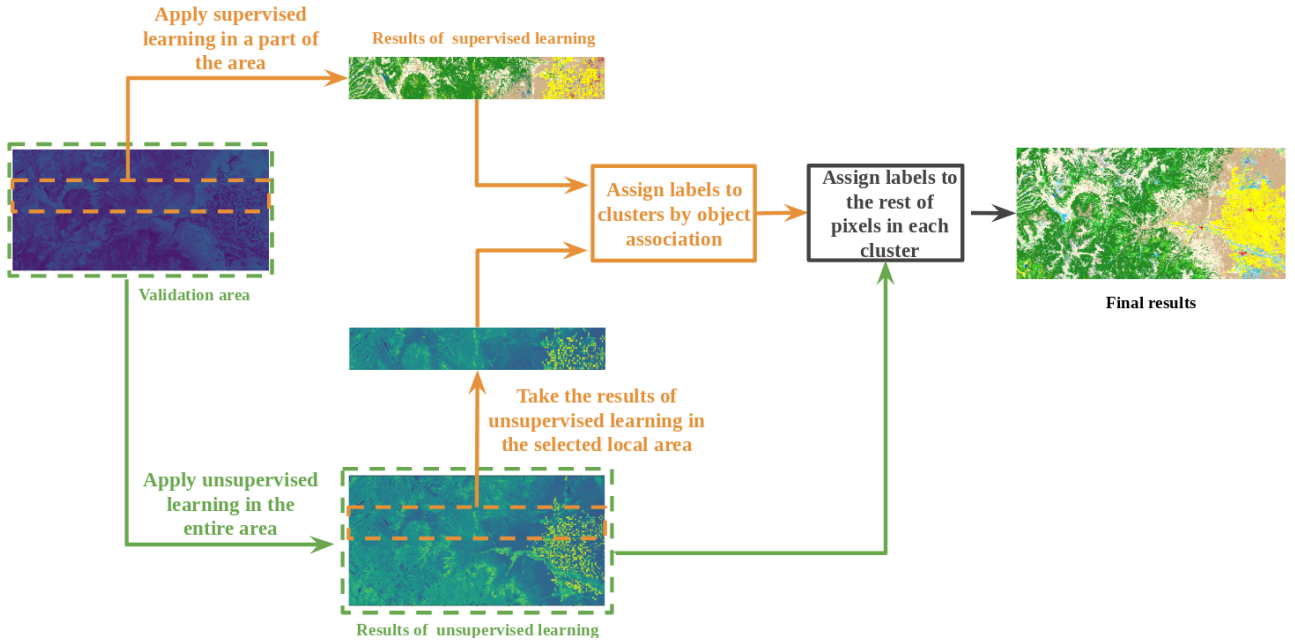 Apply supervised
learning in a part of
the area
Results of supervised learning
Validation area
Assign labels to
clusters by object
association
Assign labels to
the rest of
pixels in each
cluster
Final results
Take the results of
unsupervised learning in
the selected local area
Apply unsupervised
learning in the
entire area
Results of unsupervised learning